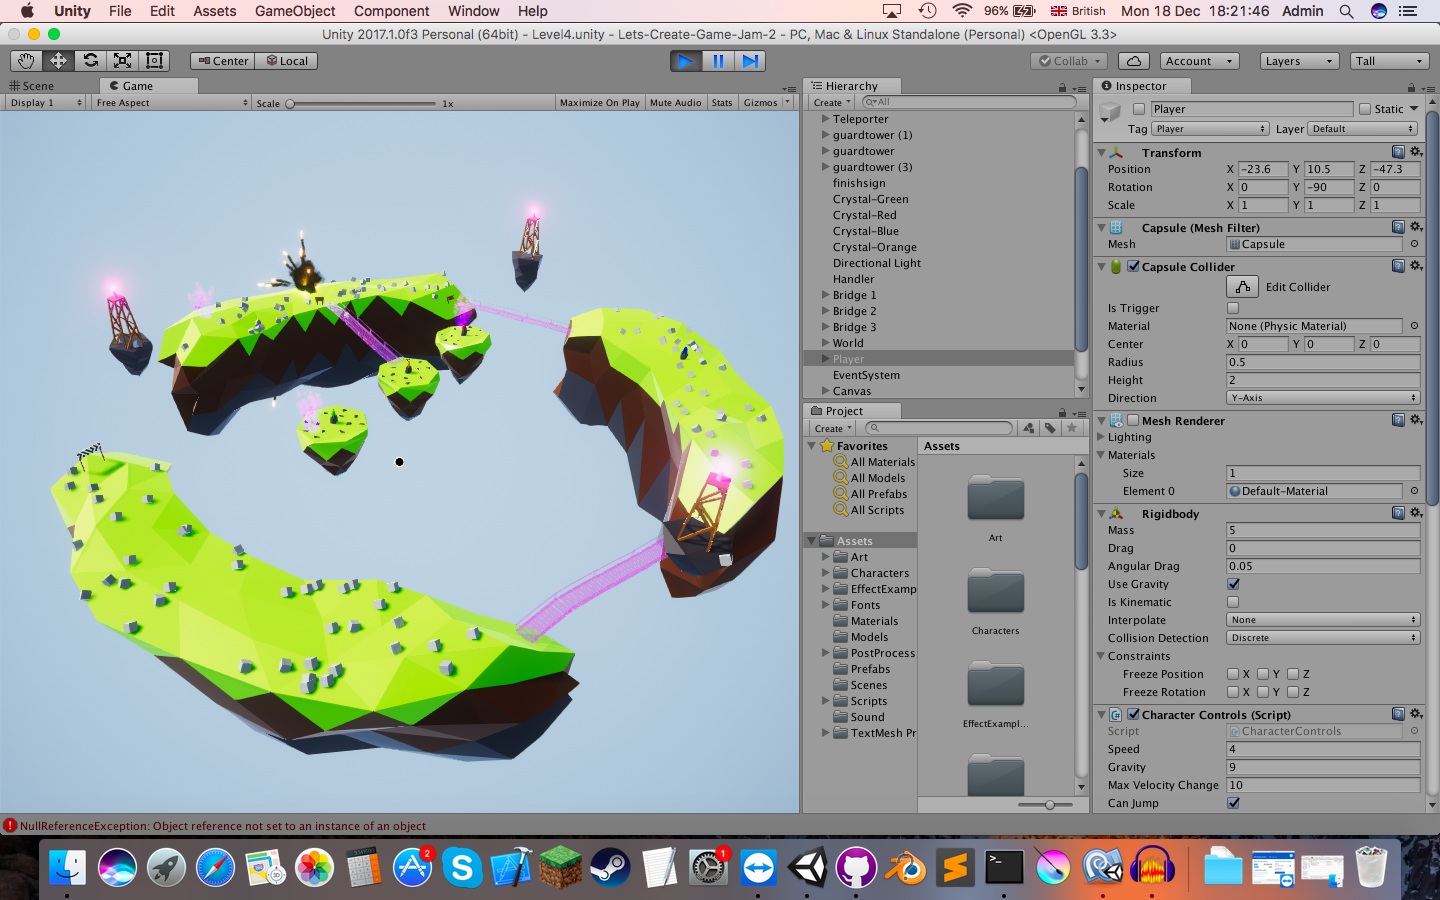 Unity File Edit Assets GameObject Component Window Help 96% British Mon 18 Dec 18:21:46 Admin
Unity 2017.1.0f3 Personal (64bit) - Level4.unity - Lets-Create-Game-Jam-2 - PC, Mac & Linux Standalone (Personal) <OpenGL 3.3>
Center Local Collab Account Layers Tall
Scene Game
Display 1 Free Aspect Scale 1x Maximize On Play Mute Audio Stats Gizmos
Hierarchy
Create All
Teleporter
guardtower (1)
guardtower
guardtower (3)
finishsign
Crystal-Green
Crystal-Red
Crystal-Blue
Crystal-Orange
Directional Light
Handler
Bridge 1
Bridge 2
Bridge 3
World
Player
EventSystem
Canvas
Project
Create
Favorites
All Materials
All Models
All Prefabs
All Scripts
Assets
Art
Characters
EffectExamp
Fonts
Materials
Models
PostProcess
Prefabs
Scenes
Scripts
Sound
TextMesh Pr
Assets
Art
Characters
EffectExampl...
Inspector
Player Static
Tag Player Layer Default
Transform
Position X -23.6 Y 10.5 Z -47.3
Rotation X 0 Y -90 Z 0
Scale X 1 Y 1 Z 1
Capsule (Mesh Filter)
Mesh Capsule
Capsule Collider
Edit Collider
Is Trigger
Material None (Physic Material)
Center X 0 Y 0 Z 0
Radius 0.5
Height 2
Direction Y-Axis
Mesh Renderer
Lighting
Materials
Size 1
Element 0 Default-Material
Rigidbody
Mass 5
Drag 0
Angular Drag 0.05
Use Gravity
Is Kinematic
Interpolate None
Collision Detection Discrete
Constraints
Freeze Position X Y Z
Freeze Rotation X Y Z
Character Controls (Script)
Script CharacterControls
Speed 4
Gravity 9
Max Velocity Change 10
Can Jump
NullReferenceException: Object reference not set to an instance of an object
2
1